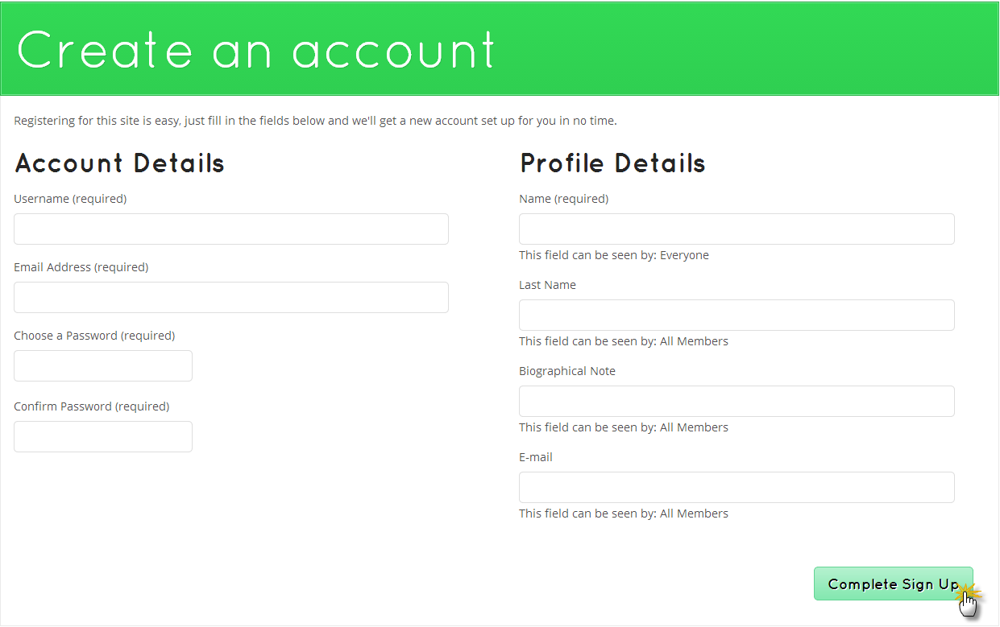 Create an account
Registering for this site is easy, just fill in the fields below and we'll get a new account set up for you in no time.
Account Details
Username (required)
Email Address (required)
Choose a Password (required)
Confirm Password (required)
Profile Details
Name (required)
This field can be seen by: Everyone
Last Name
This field can be seen by: All Members
Biographical Note
This field can be seen by: All Members
E-mail
This field can be seen by: All Members
Complete Sign Up